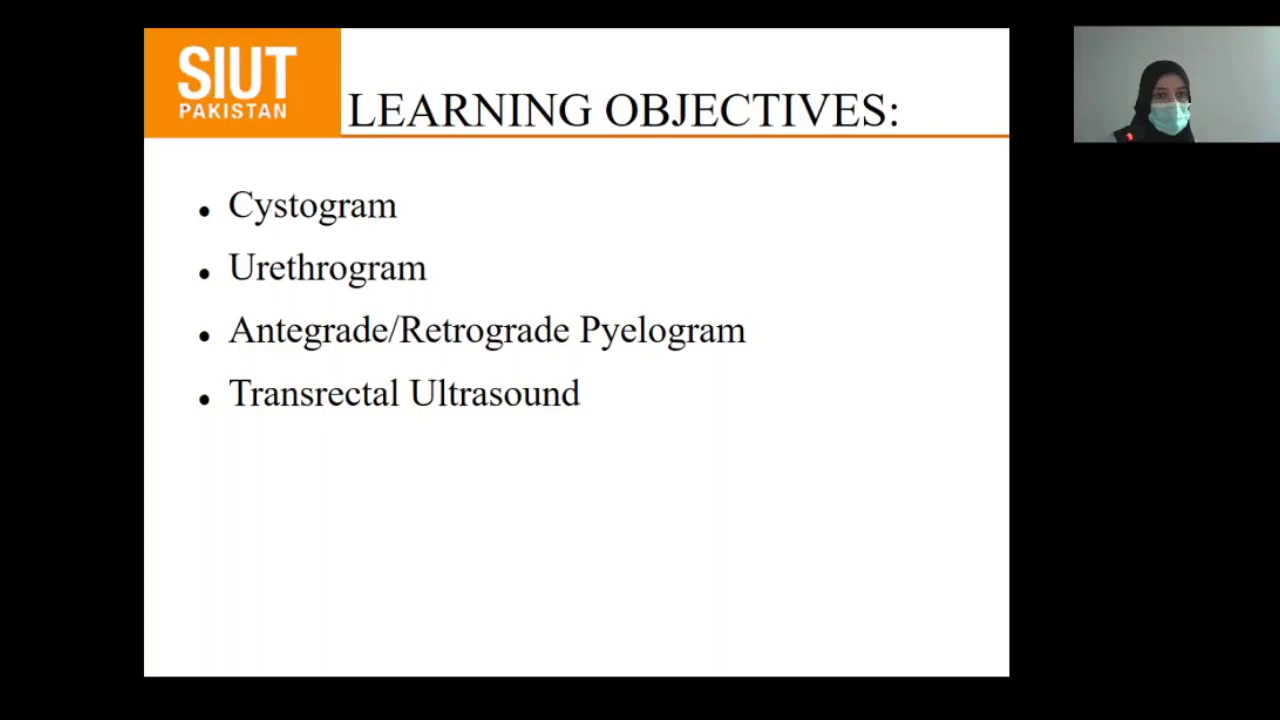 SIUT
PAKISTAN
LEARNING OBJECTIVES:
• Cystogram
• Urethrogram
• Antegrade/Retrograde Pyelogram
• Transrectal Ultrasound